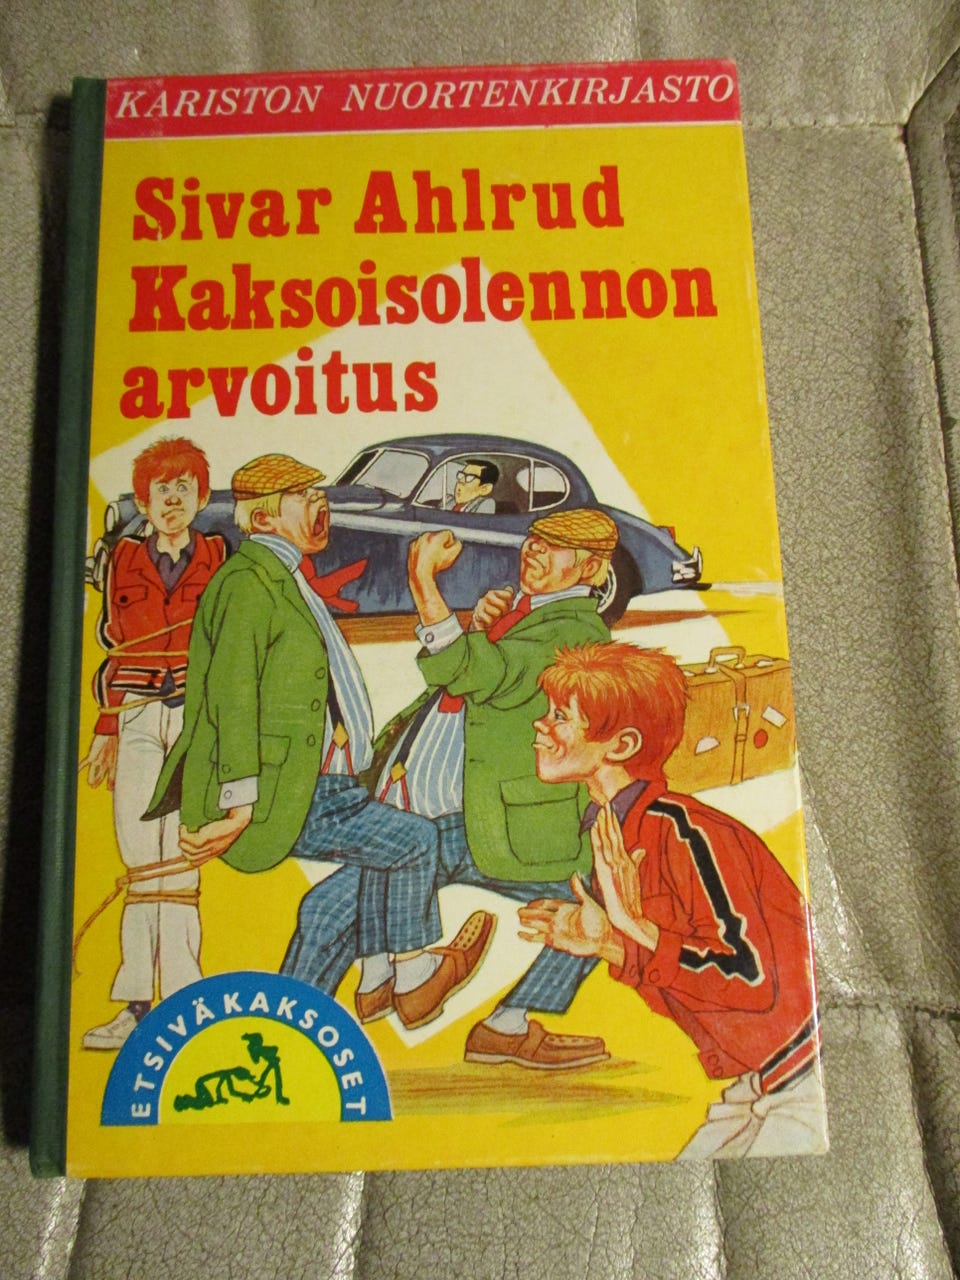 KARISTON NUORTENKIRJASTO
Sivar Ahlrud
Kaksoisolennon
arvoitus
ETSIVÄKAKSOSET